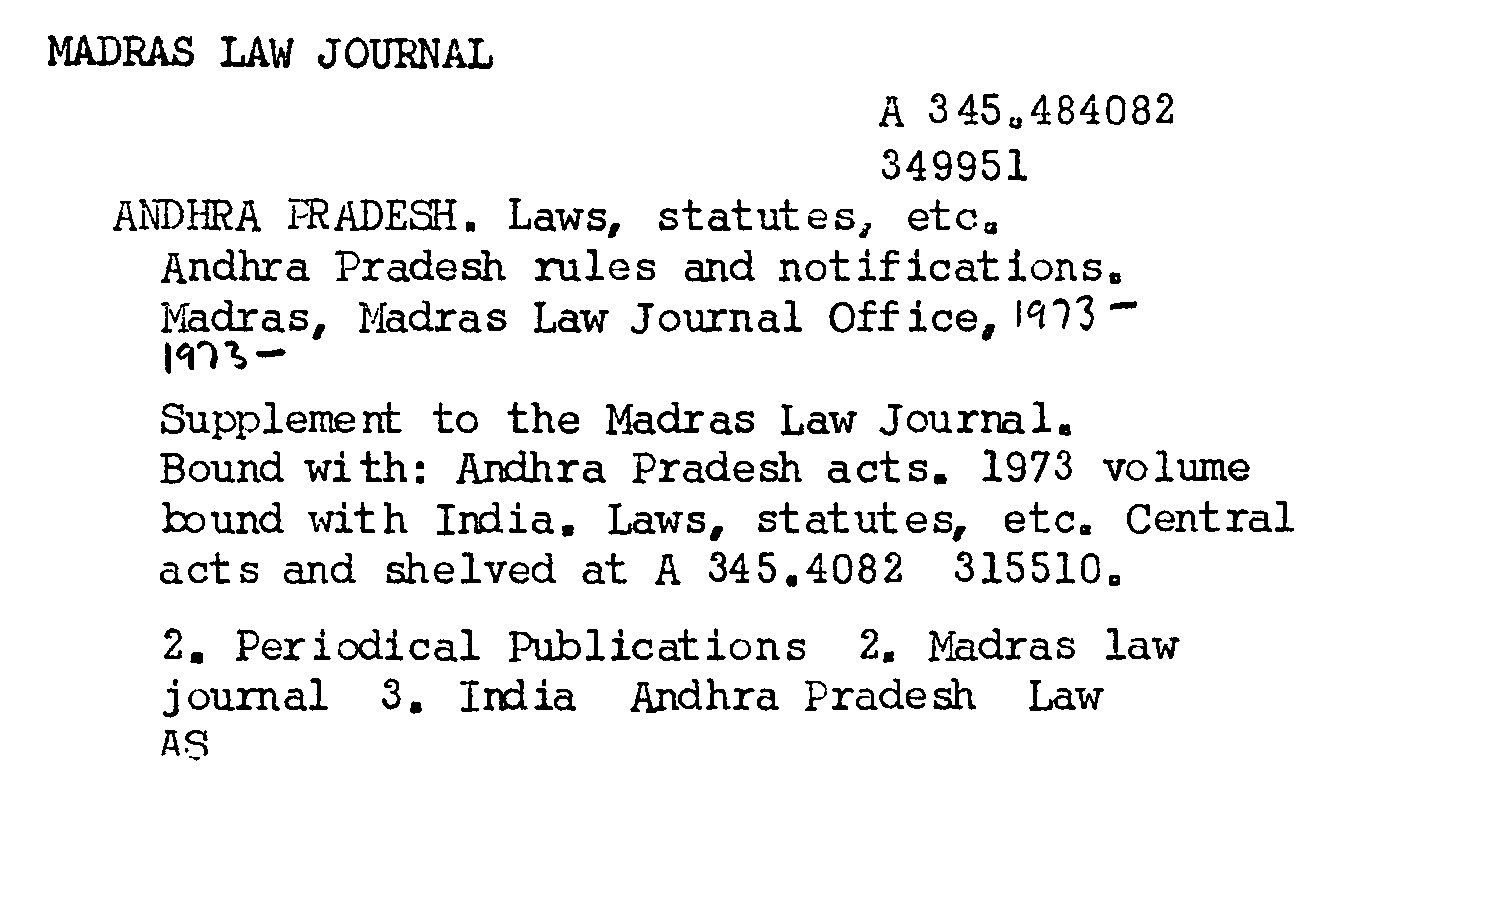 MADRAS LAW JOURNAL
A 345.484082
349951
ANDHRA PRADESH. Laws, statutes, etc.
Andhra Pradesh rules and notifications.
Madras, Madras Law Journal Office, 1973-
1973-
Supplement to the Madras Law Journal.
Bound with: Andhra Pradesh acts. 1973 volume
bound with India. Laws, statutes, etc. Central
acts and shelved at A 345.4082 315510.
2. Periodical Publications 2. Madras law
journal 3. India Andhra Pradesh Law
AS